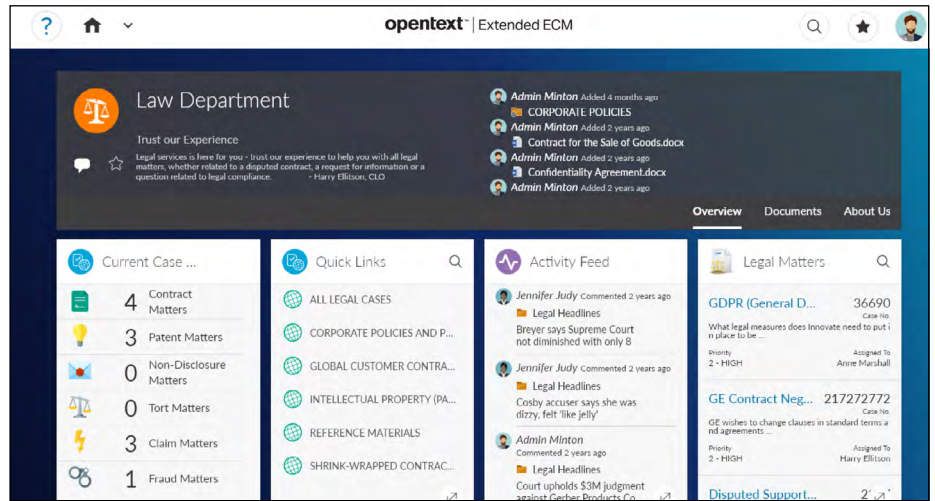 ?
opentext™ | Extended ECM
Law Department
Trust our Experience
Legal services is here for you - trust our experience to help you with all legal
matters, whether related to a disputed contract, a request for information or a
question related to legal compliance. - Harry Ellitson, CLO
Admin Minton Added 4 months ago
CORPORATE POLICIES
Admin Minton Added 2 years ago
Contract for the Sale of Goods.docx
Admin Minton Added 2 years ago
Confidentiality Agreement.docx
Admin Minton Added 2 years ago
Overview Documents About Us
Current Case ...
4 Contract
Matters
3 Patent Matters
0 Non-Disclosure
Matters
0 Tort Matters
3 Claim Matters
1 Fraud Matters
Quick Links
ALL LEGAL CASES
CORPORATE POLICIES AND P...
GLOBAL CUSTOMER CONTRA...
INTELLECTUAL PROPERTY (PA...
REFERENCE MATERIALS
SHRINK-WRAPPED CONTRAC...
Activity Feed
Jennifer Judy Commented 2 years ago
Legal Headlines
Breyer says Supreme Court
not diminished with only 8
Jennifer Judy Commented 2 years ago
Legal Headlines
Cosby accuser says she was
dizzy, felt 'like jelly'
Admin Minton
Commented 2 years ago
Legal Headlines
Court upholds $3M judgment
against Gerber Products Co
Legal Matters
GDPR (General D... 36690
Case No.
What legal measures does Innovate need to put i
n place to be ...
Priority Assigned To
2 - HIGH Anne Marshall
GE Contract Neg... 217272772
Case No.
GE wishes to change clauses in standard terms a
nd agreements ...
Priority Assigned To
2 - HIGH Harry Ellitson
Disputed Support...